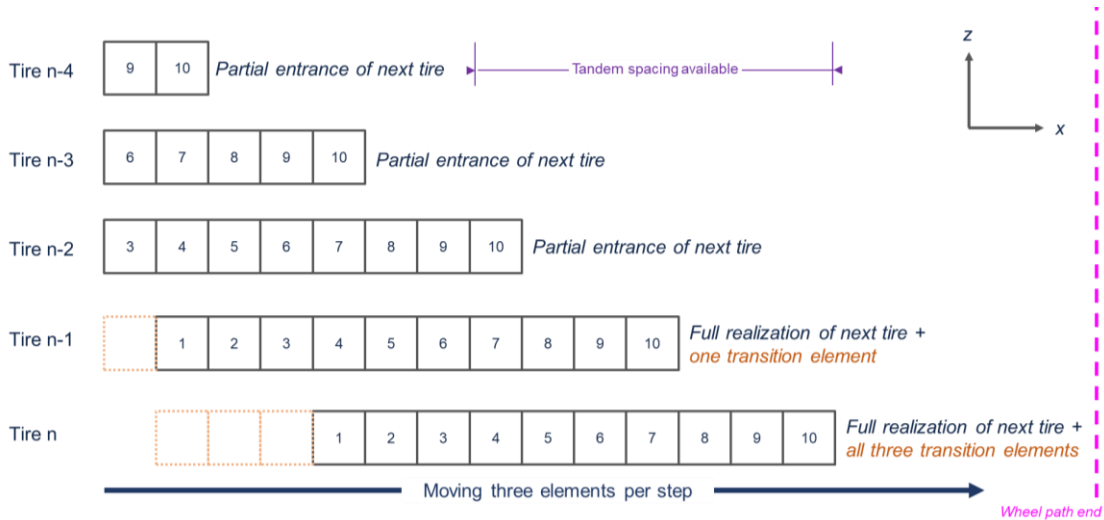 Tire n-4
9 10
Partial entrance of next tire
Tandem spacing available
z
x
Tire n-3
6 7 8 9 10
Partial entrance of next tire
Tire n-2
3 4 5 6 7 8 9 10
Partial entrance of next tire
Tire n-1
1 2 3 4 5 6 7 8 9 10
Full realization of next tire +
one transition element
Tire n
1 2 3 4 5 6 7 8 9 10
Full realization of next tire +
all three transition elements
Moving three elements per step
Wheel path end